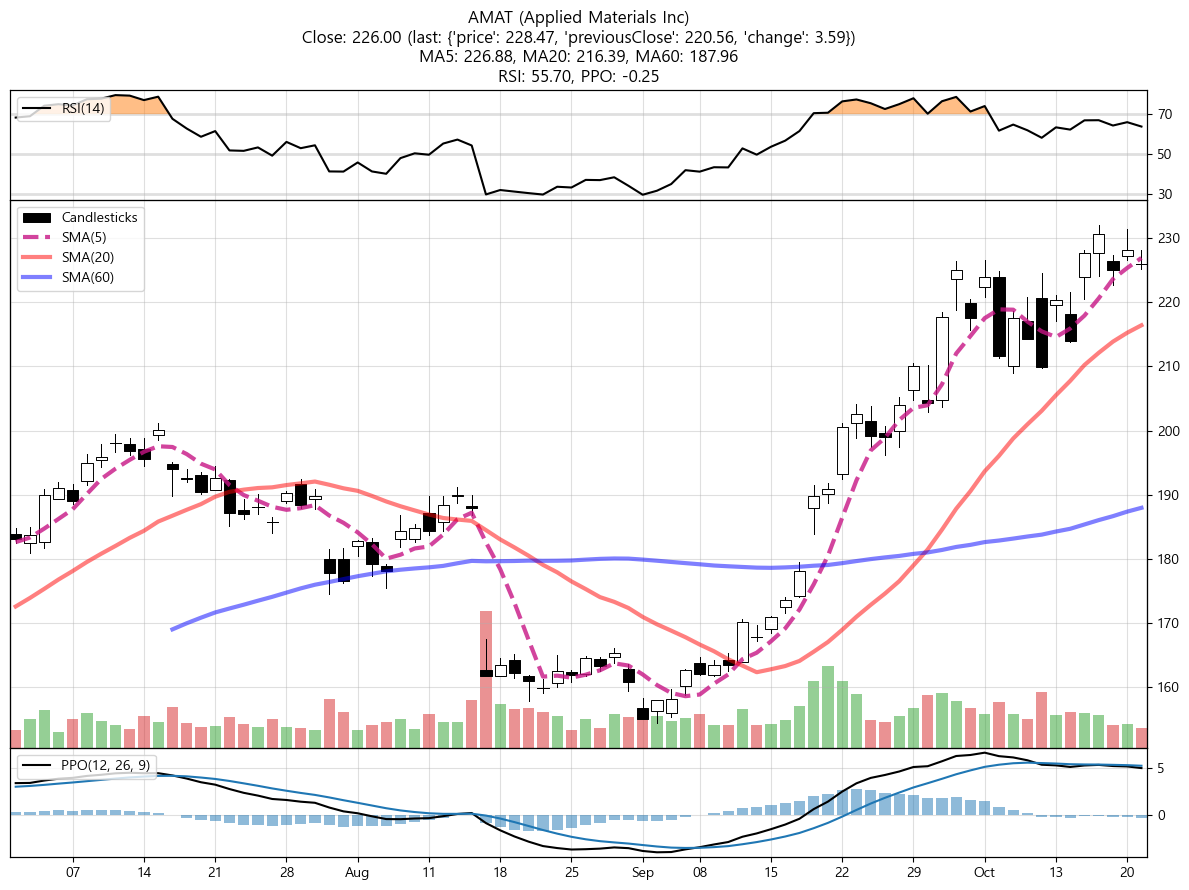 AMAT (Applied Materials Inc)
Close: 226.00 (last: {'price': 228.47, 'previousClose': 220.56, 'change': 3.59})
MA5: 226.88, MA20: 216.39, MA60: 187.96
RSI: 55.70, PPO: -0.25
RSI(14)
70
50
30
Candlesticks
SMA(5)
SMA(20)
SMA(60)
230
220
210
200
190
180
170
160
PPO(12, 26, 9)
5
0
07 14 21 28 Aug 11 18 25 Sep 08 15 22 29 Oct 13 20